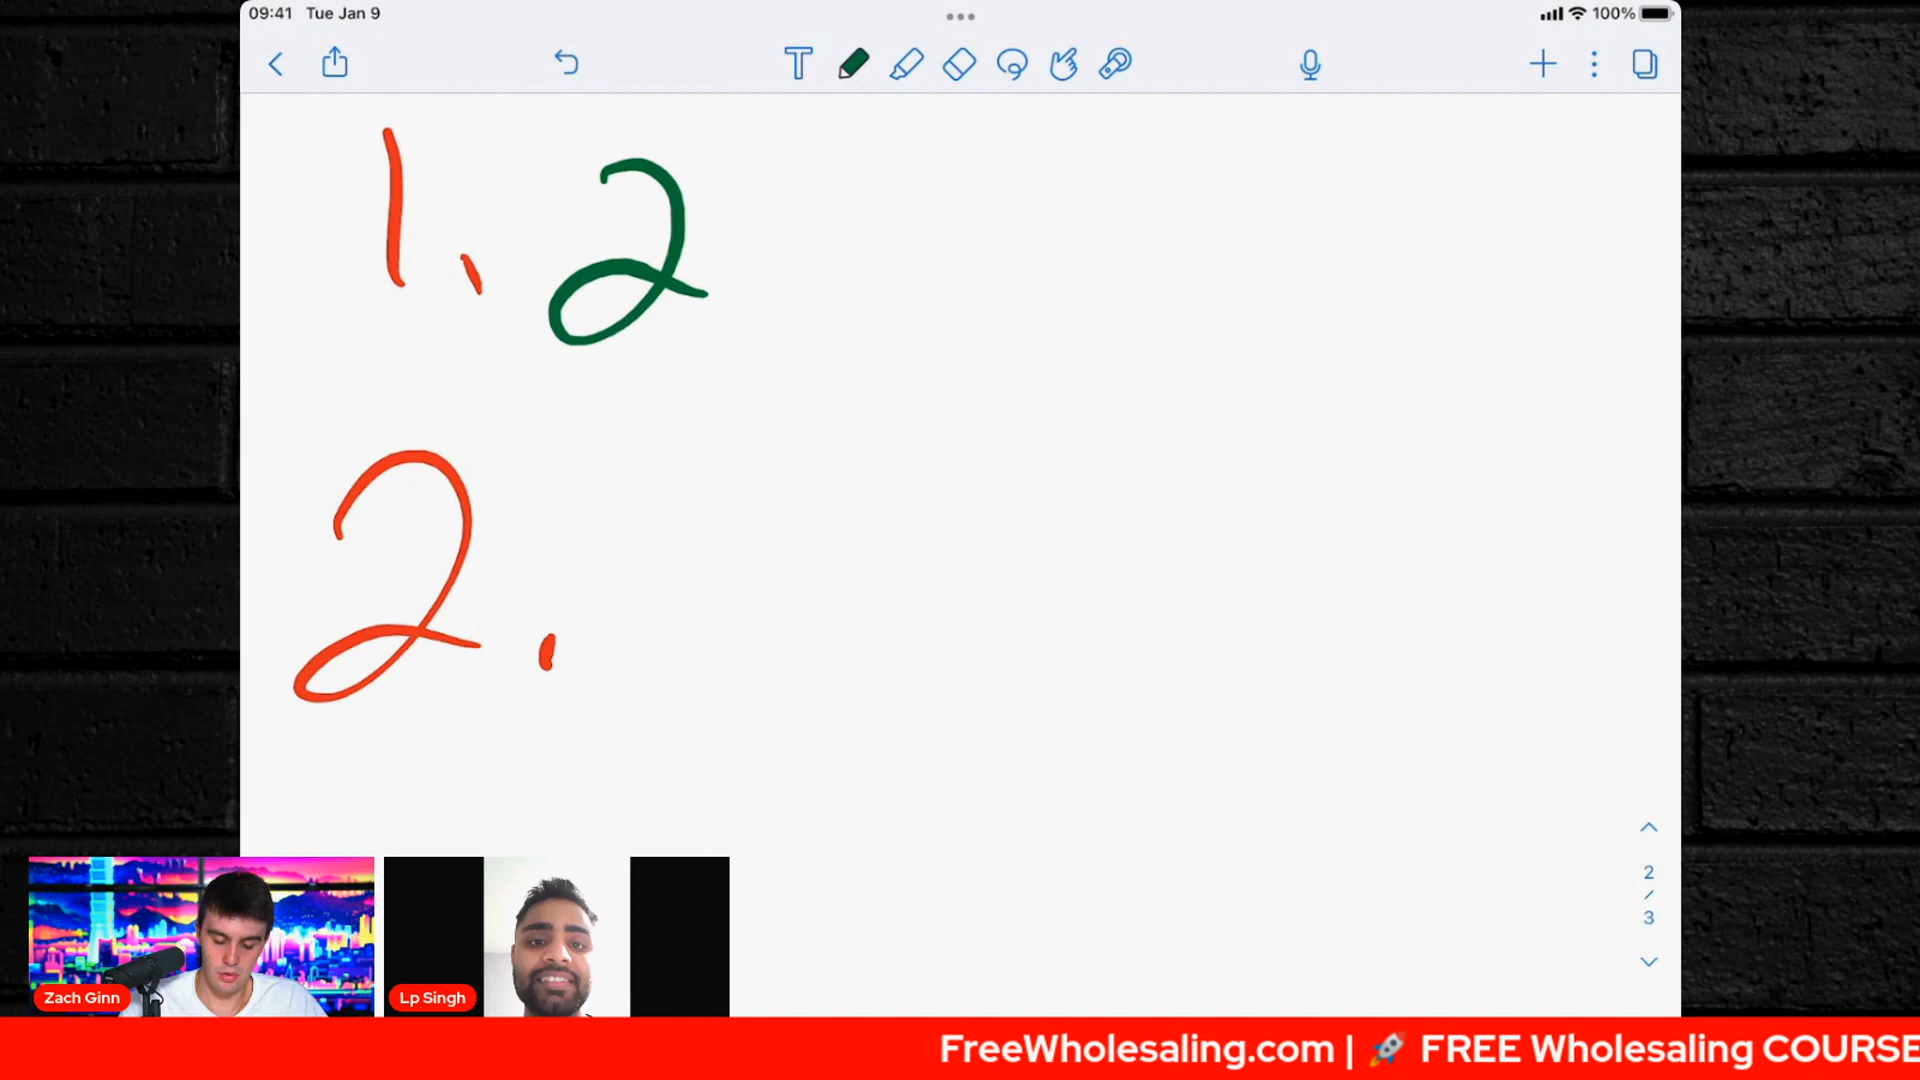 09:41 Tue Jan 9
100%
1. 2
2.
2
/
3
Zach Ginn
Lp Singh
FreeWholesaling.com | 🚀 FREE Wholesaling COURSE